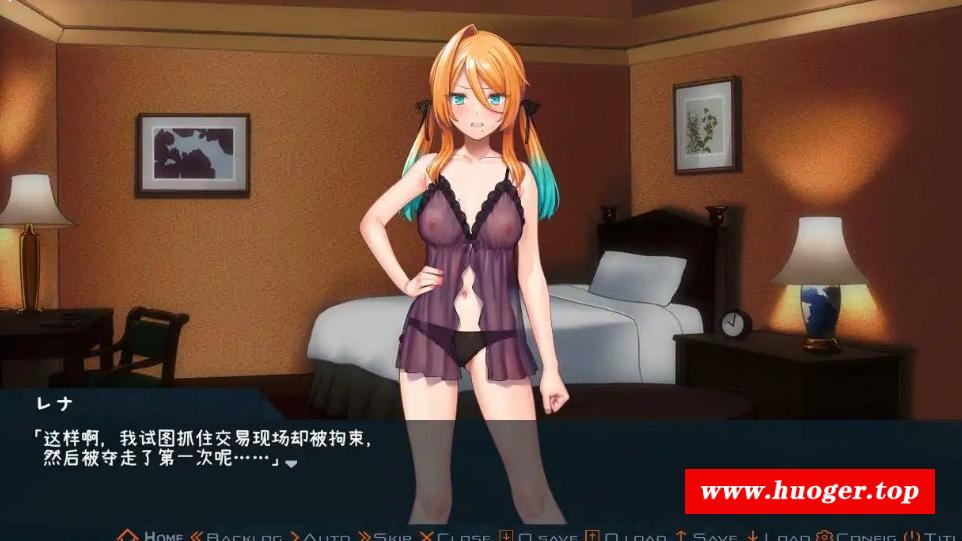 レナ
「这样啊，我试图抓住交易现场却被拘束，
然后被夺走了第一次呢……」
www.huoger.top
HOME BACKLOG AUTO SKIP CLOSE Q.SAVE Q.LOAD SAVE LOAD CONFIG TITL